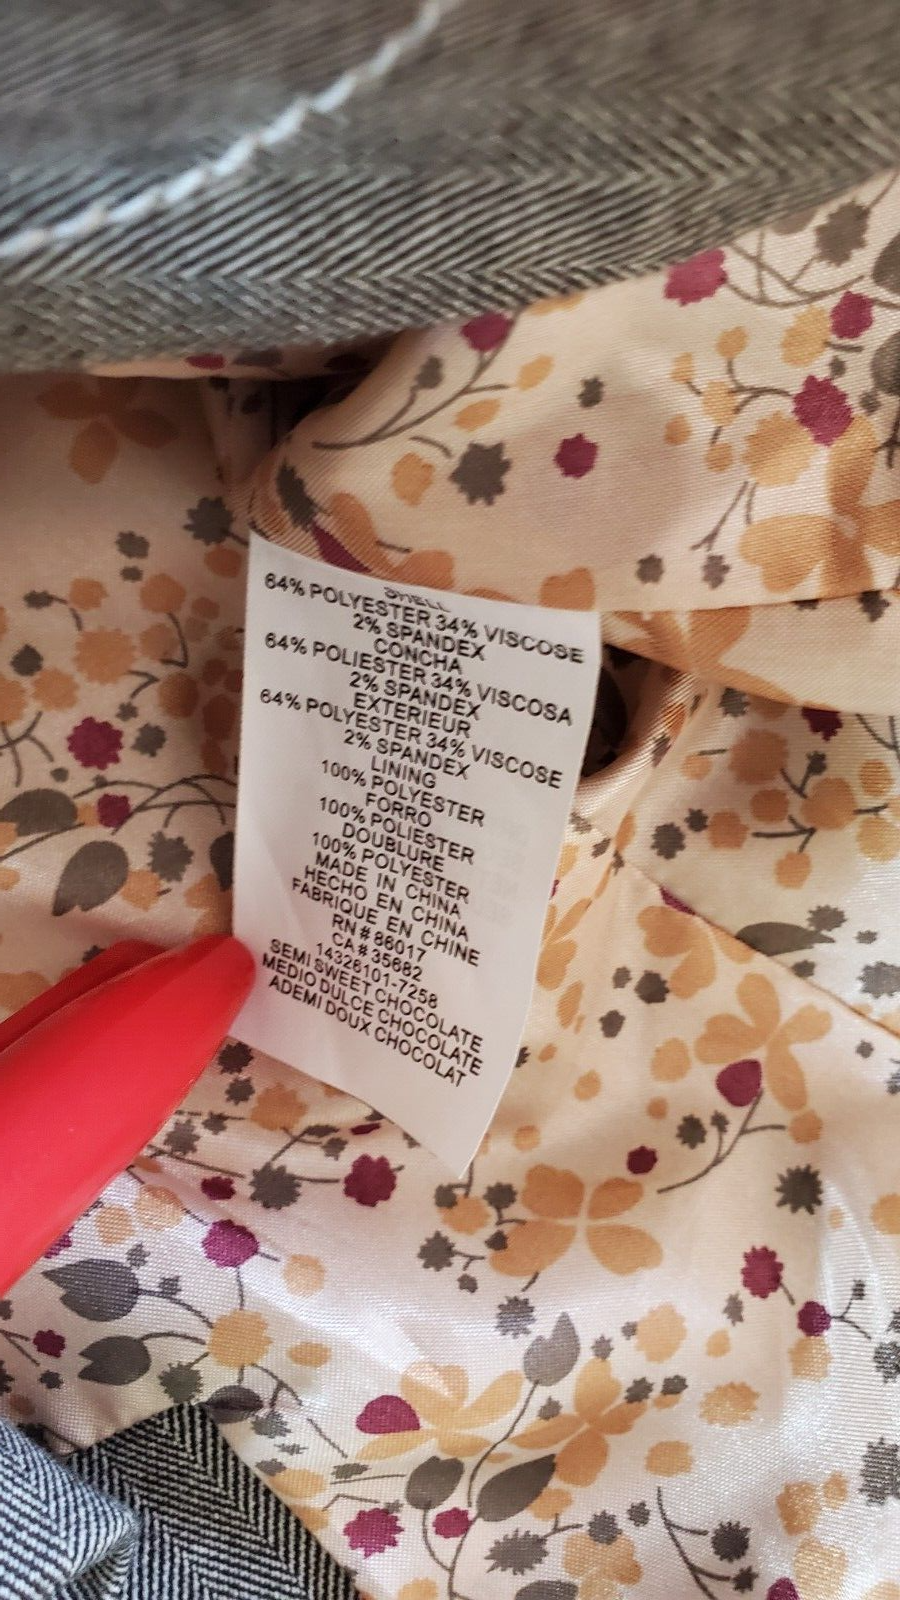 SHELL
64% POLYESTER 34% VISCOSE
2% SPANDEX
CONCHA
64% POLIESTER 34% VISCOSA
2% SPANDEX
EXTERIEUR
64% POLYESTER 34% VISCOSE
2% SPANDEX
LINING
100% POLYESTER
FORRO
100% POLIESTER
DOUBLURE
100% POLYESTER
MADE IN CHINA
HECHO EN CHINA
FABRIQUE EN CHINE
RN # 86017
CA # 35682
14326101-7258
SEMI SWEET CHOCOLATE
MEDIO DULCE CHOCOLATE
ADEMI DOUX CHOCOLAT